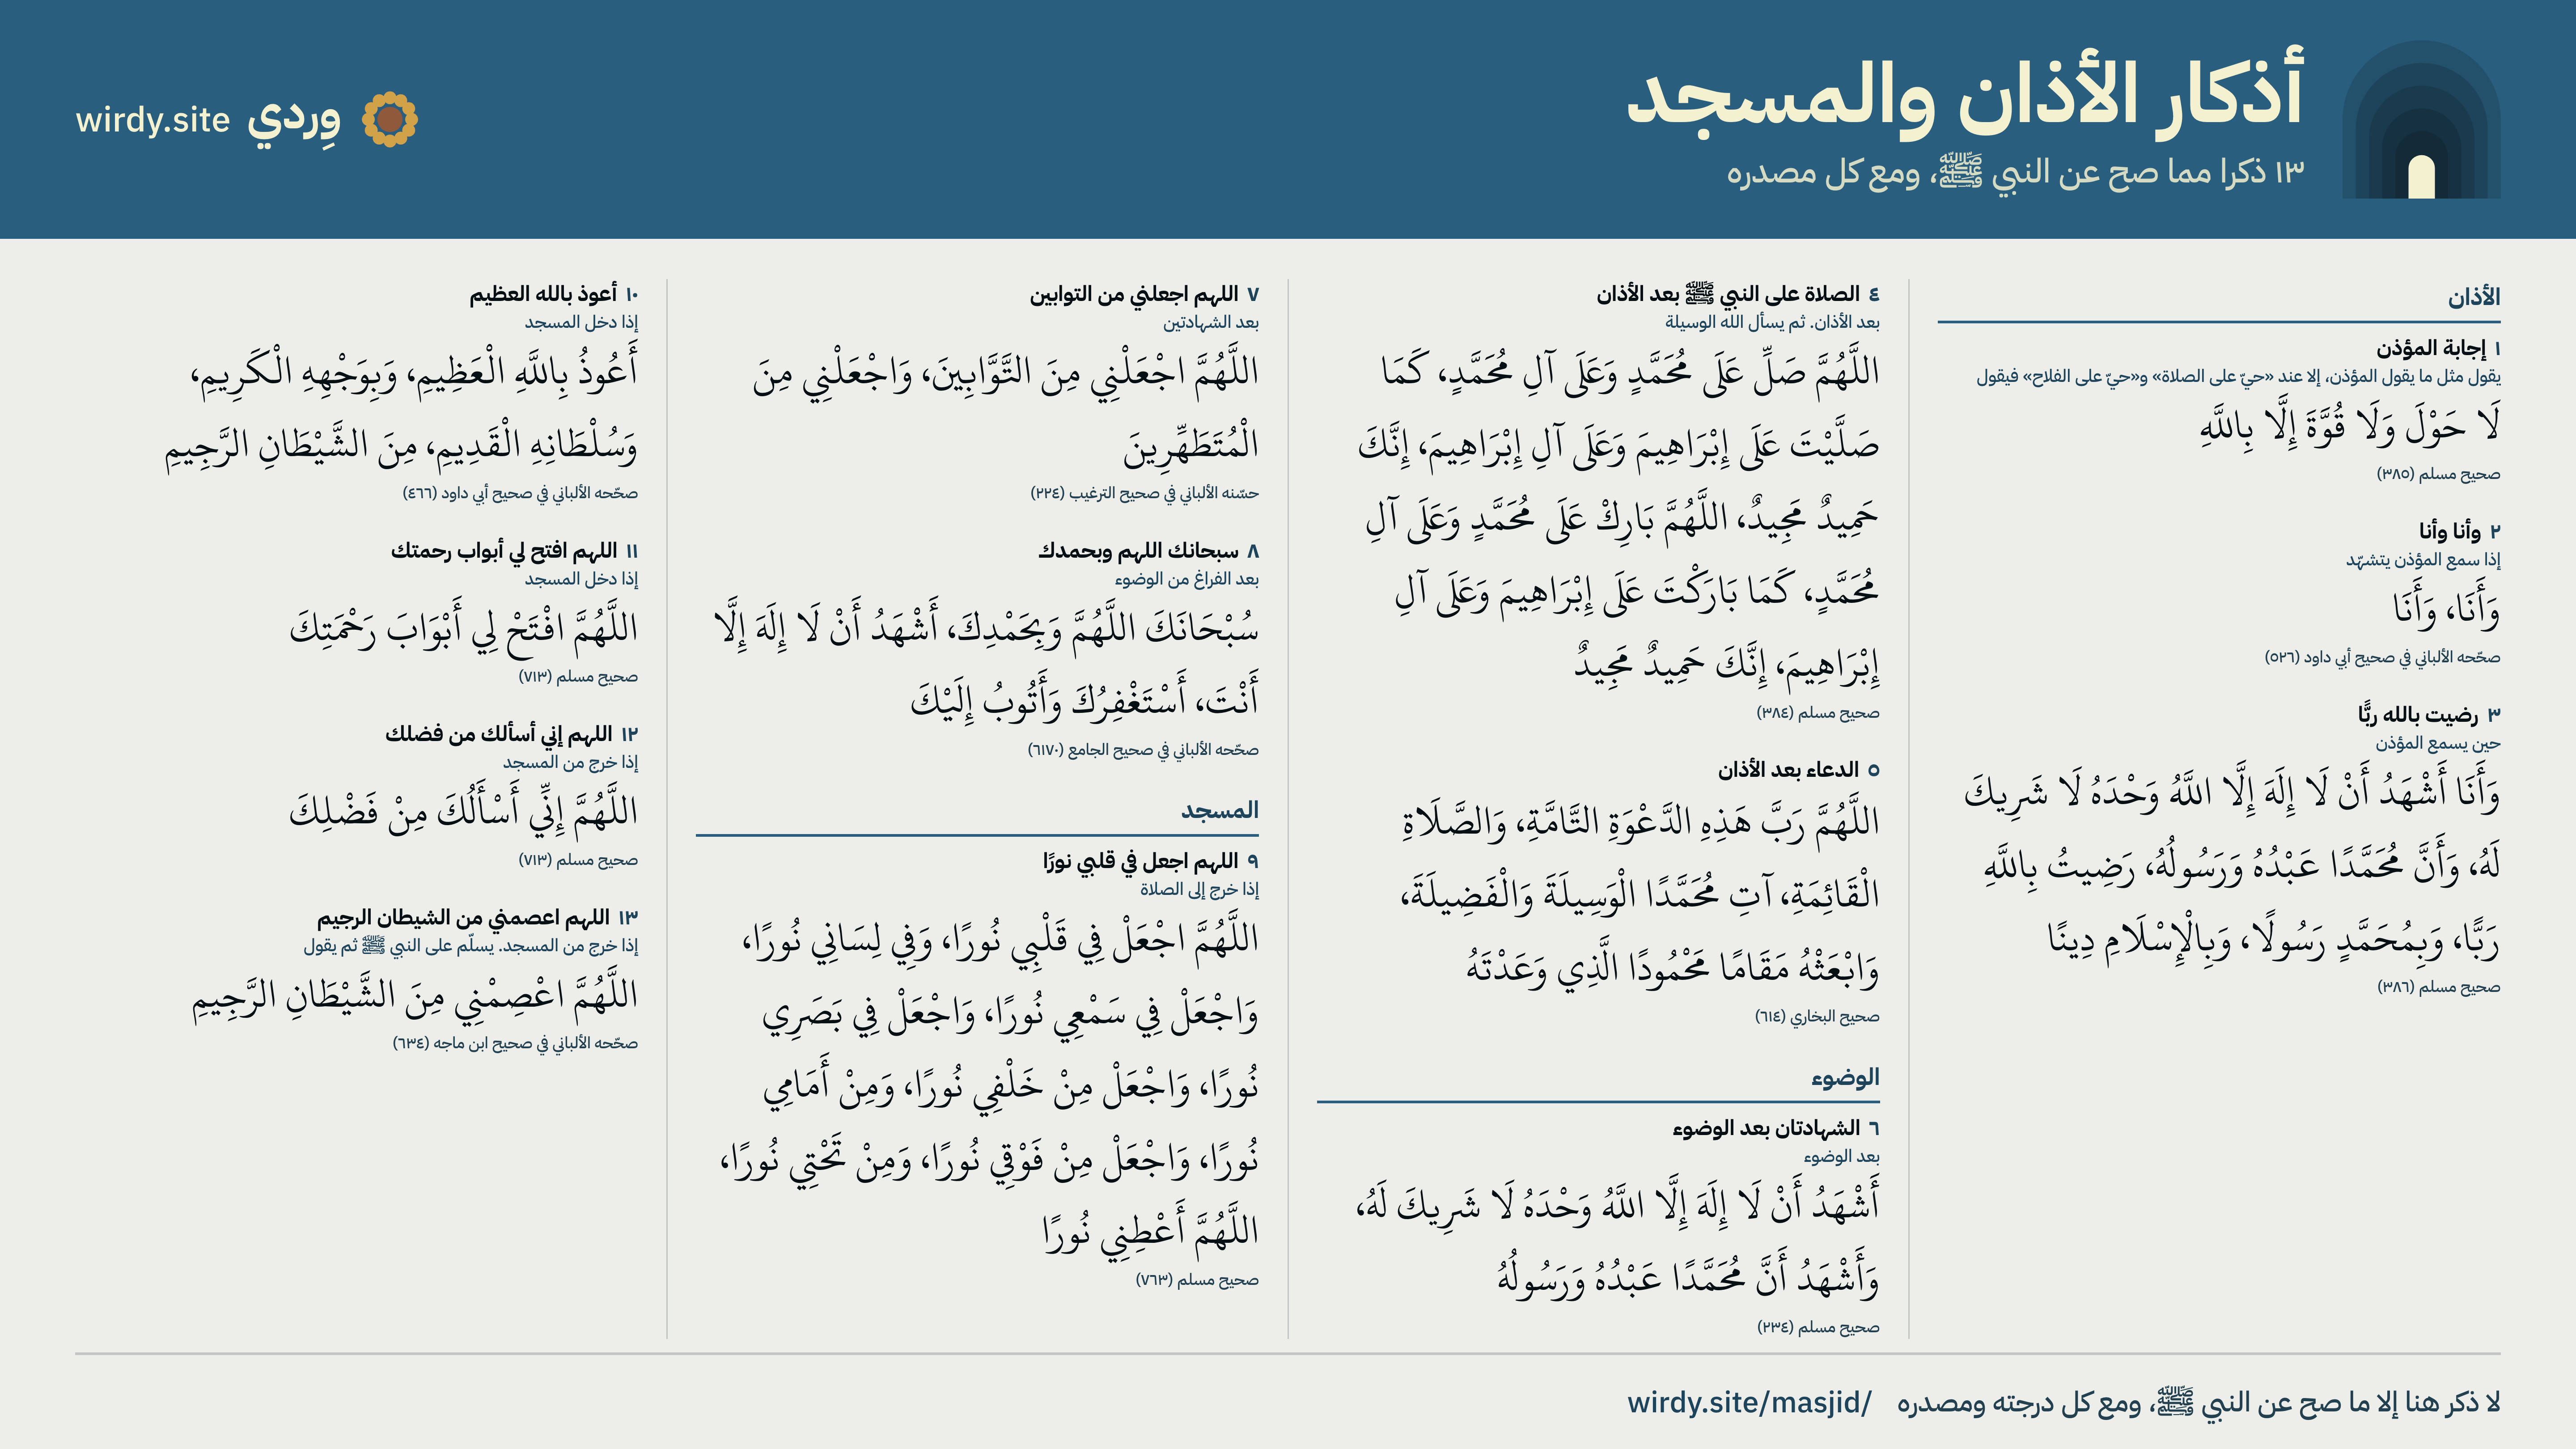 أذكار الأذان والمسجد
١٣ ذكرا مما صح عن النبي ﷺ، ومع كل مصدره
وِردي wirdy.site
الأذان
١ إجابة المؤذن
يقول مثل ما يقول المؤذن، إلا عند «حيّ على الصلاة» و«حيّ على الفلاح» فيقول
لَا حَوْلَ وَلَا قُوَّةَ إِلَّا بِاللَّهِ
صحيح مسلم (٣٨٥)
٢ وأنا وأنا
إذا سمع المؤذن يتشهّد
وَأَنَا، وَأَنَا
صحّحه الألباني في صحيح أبي داود (٥٢٦)
٣ رضيت بالله ربًّا
حين يسمع المؤذن
وَأَنَا أَشْهَدُ أَنْ لَا إِلَهَ إِلَّا اللَّهُ وَحْدَهُ لَا شَرِيكَ
لَهُ، وَأَنَّ مُحَمَّدًا عَبْدُهُ وَرَسُولُهُ، رَضِيتُ بِاللَّهِ
رَبًّا، وَبِمُحَمَّدٍ رَسُولًا، وَبِالْإِسْلَامِ دِينًا
صحيح مسلم (٣٨٦)
٤ الصلاة على النبي ﷺ بعد الأذان
بعد الأذان. ثم يسأل الله الوسيلة
اللَّهُمَّ صَلِّ عَلَى مُحَمَّدٍ وَعَلَى آلِ مُحَمَّدٍ، كَمَا
صَلَّيْتَ عَلَى إِبْرَاهِيمَ وَعَلَى آلِ إِبْرَاهِيمَ، إِنَّكَ
حَمِيدٌ مَجِيدٌ، اللَّهُمَّ بَارِكْ عَلَى مُحَمَّدٍ وَعَلَى آلِ
مُحَمَّدٍ، كَمَا بَارَكْتَ عَلَى إِبْرَاهِيمَ وَعَلَى آلِ
إِبْرَاهِيمَ، إِنَّكَ حَمِيدٌ مَجِيدٌ
صحيح مسلم (٣٨٤)
٥ الدعاء بعد الأذان
اللَّهُمَّ رَبَّ هَذِهِ الدَّعْوَةِ التَّامَّةِ، وَالصَّلَاةِ
الْقَائِمَةِ، آتِ مُحَمَّدًا الْوَسِيلَةَ وَالْفَضِيلَةَ،
وَابْعَثْهُ مَقَامًا مَحْمُودًا الَّذِي وَعَدْتَهُ
صحيح البخاري (٦١٤)
الوضوء
٦ الشهادتان بعد الوضوء
بعد الوضوء
أَشْهَدُ أَنْ لَا إِلَهَ إِلَّا اللَّهُ وَحْدَهُ لَا شَرِيكَ لَهُ،
وَأَشْهَدُ أَنَّ مُحَمَّدًا عَبْدُهُ وَرَسُولُهُ
صحيح مسلم (٢٣٤)
٧ اللهم اجعلني من التوابين
بعد الشهادتين
اللَّهُمَّ اجْعَلْنِي مِنَ التَّوَّابِينَ، وَاجْعَلْنِي مِنَ
الْمُتَطَهِّرِينَ
حسّنه الألباني في صحيح الترغيب (٢٢٤)
٨ سبحانك اللهم وبحمدك
بعد الفراغ من الوضوء
سُبْحَانَكَ اللَّهُمَّ وَبِحَمْدِكَ، أَشْهَدُ أَنْ لَا إِلَهَ إِلَّا
أَنْتَ، أَسْتَغْفِرُكَ وَأَتُوبُ إِلَيْكَ
صحّحه الألباني في صحيح الجامع (٦١٧٠)
المسجد
٩ اللهم اجعل في قلبي نورًا
إذا خرج إلى الصلاة
اللَّهُمَّ اجْعَلْ فِي قَلْبِي نُورًا، وَفِي لِسَانِي نُورًا،
وَاجْعَلْ فِي سَمْعِي نُورًا، وَاجْعَلْ فِي بَصَرِي
نُورًا، وَاجْعَلْ مِنْ خَلْفِي نُورًا، وَمِنْ أَمَامِي
نُورًا، وَاجْعَلْ مِنْ فَوْقِي نُورًا، وَمِنْ تَحْتِي نُورًا،
اللَّهُمَّ أَعْطِنِي نُورًا
صحيح مسلم (٧٦٣)
١٠ أعوذ بالله العظيم
إذا دخل المسجد
أَعُوذُ بِاللَّهِ الْعَظِيمِ، وَبِوَجْهِهِ الْكَرِيمِ،
وَسُلْطَانِهِ الْقَدِيمِ، مِنَ الشَّيْطَانِ الرَّجِيمِ
صحّحه الألباني في صحيح أبي داود (٤٦٦)
١١ اللهم افتح لي أبواب رحمتك
إذا دخل المسجد
اللَّهُمَّ افْتَحْ لِي أَبْوَابَ رَحْمَتِكَ
صحيح مسلم (٧١٣)
١٢ اللهم إني أسألك من فضلك
إذا خرج من المسجد
اللَّهُمَّ إِنِّي أَسْأَلُكَ مِنْ فَضْلِكَ
صحيح مسلم (٧١٣)
١٣ اللهم اعصمني من الشيطان الرجيم
إذا خرج من المسجد. يسلّم على النبي ﷺ ثم يقول
اللَّهُمَّ اعْصِمْنِي مِنَ الشَّيْطَانِ الرَّجِيمِ
صحّحه الألباني في صحيح ابن ماجه (٦٣٤)
لا ذكر هنا إلا ما صح عن النبي ﷺ، ومع كل درجته ومصدره wirdy.site/masjid/